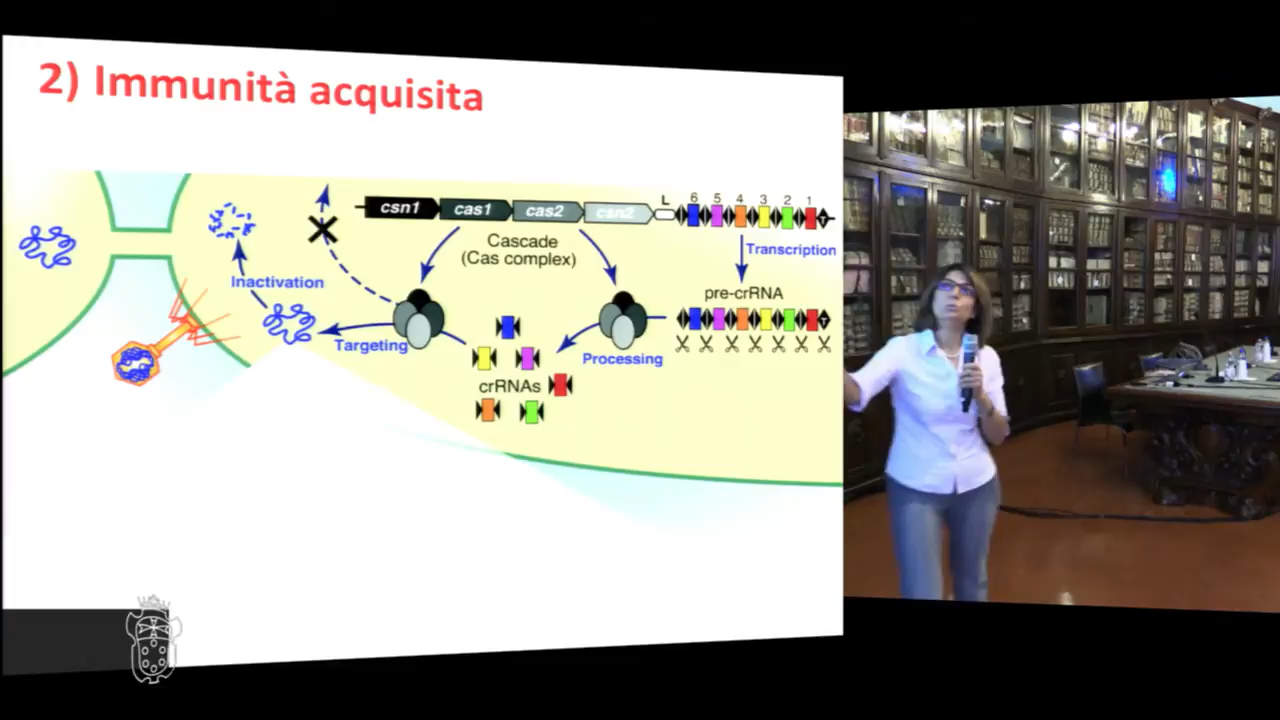 2) Immunità acquisita
csn1 cas1 cas2 csn2 L 6 5 4 3 2 1 T
Cascade
(Cas complex)
Transcription
Inactivation
pre-crRNA
T
Targeting
Processing
crRNAs